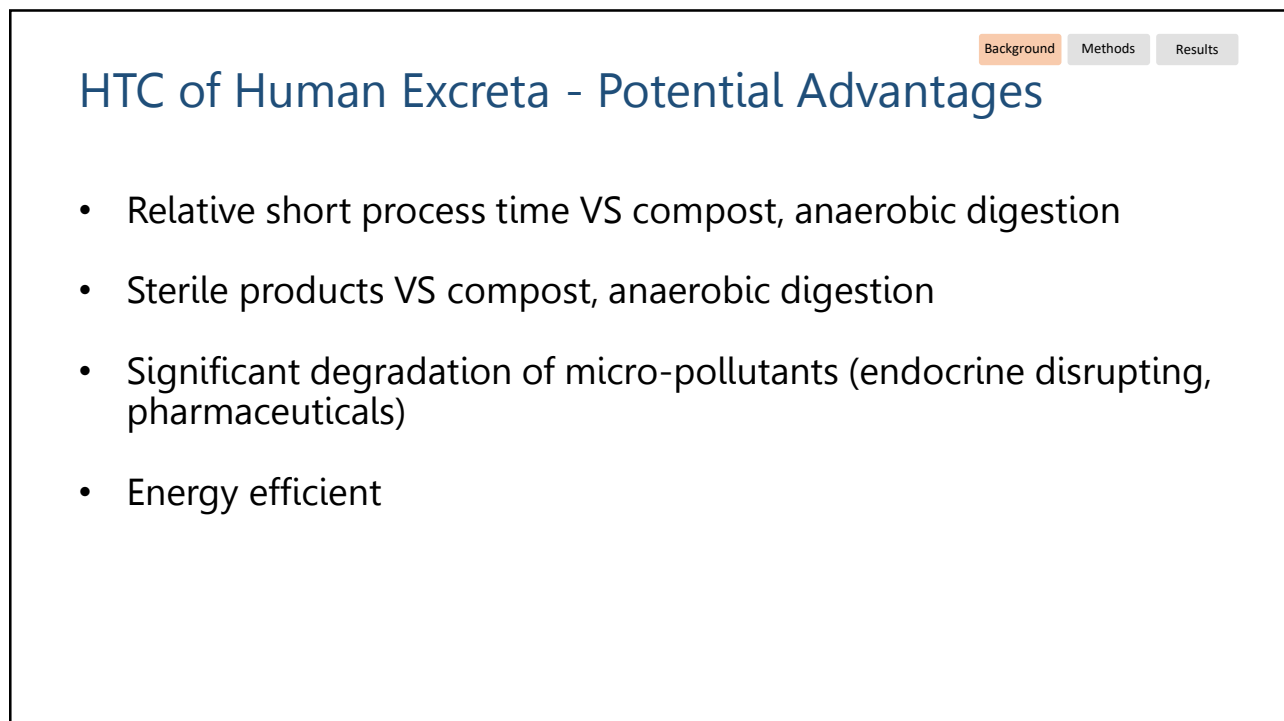 Background Methods Results
HTC of Human Excreta - Potential Advantages
• Relative short process time VS compost, anaerobic digestion
• Sterile products VS compost, anaerobic digestion
• Significant degradation of micro-pollutants (endocrine disrupting,
pharmaceuticals)
• Energy efficient